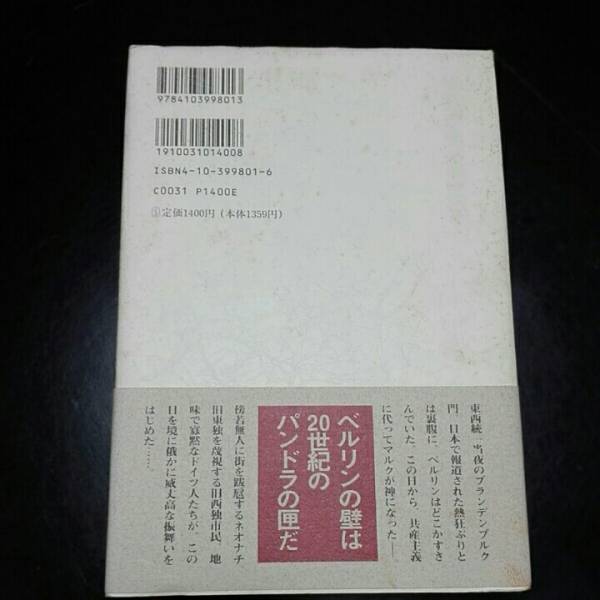 9784103998013
1910031014008
ISBN4-10-399801-6
C0031 P1400E
①定価1400円(本体1359円)
東西統一当夜のブランデンブルク
門、日本で報道された熱狂ぶりと
は裏腹に、ベルリンはどこかすさ
んでいた。この日から、共産主義
に代ってマルクが神になった――
ベルリンの壁は
20世紀の
パンドラの匣だ
傍若無人に街を跋扈するネオナチ
旧東独を蔑視する旧西独市民 地
味で寡黙なドイツ人たちが、この
日を境に俄かに威丈高な振舞いを
はじめた……